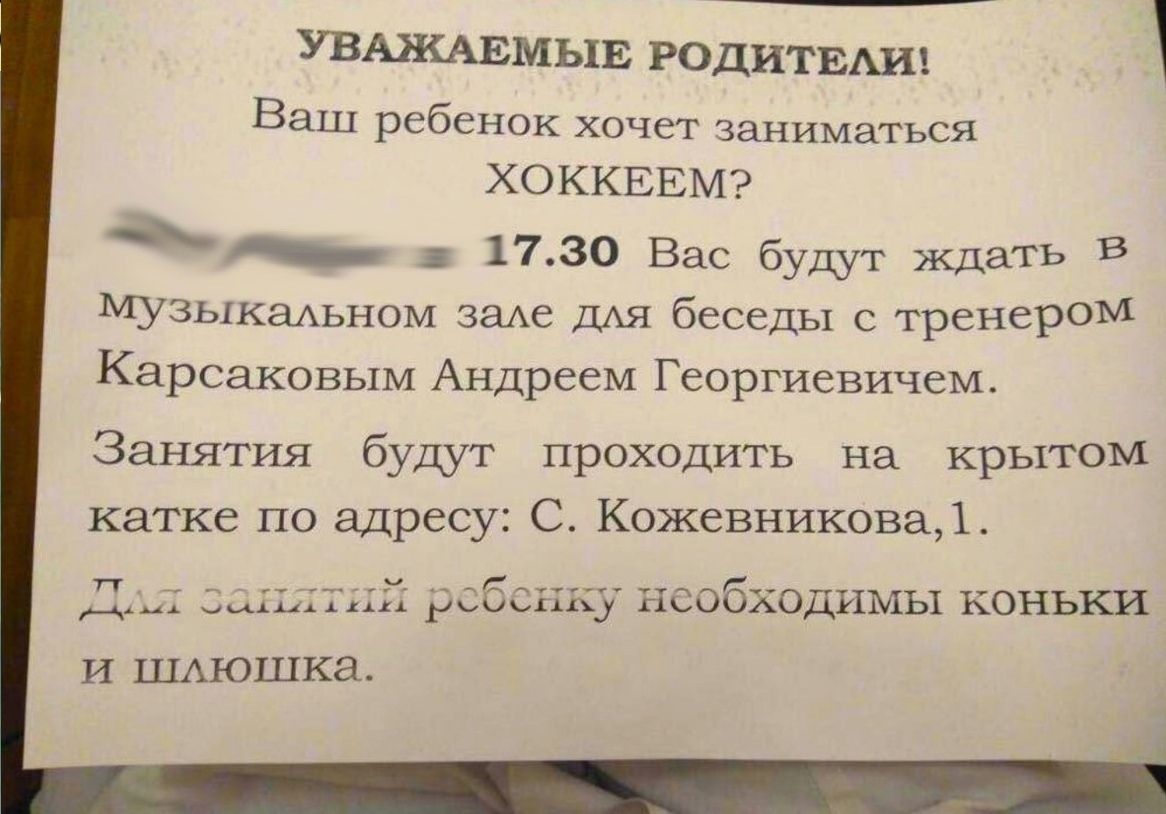 УВАЖАЕМЫЕ РОДИТЕЛИ!
Ваш ребенок хочет заниматься
ХОККЕЕМ?
17.30 Вас будут ждать в
музыкальном зале для беседы с тренером
Карсаковым Андреем Георгиевичем.
Занятия будут проходить на крытом
катке по адресу: С. Кожевникова,1.
Для занятий ребенку необходимы коньки
и шлюшка.